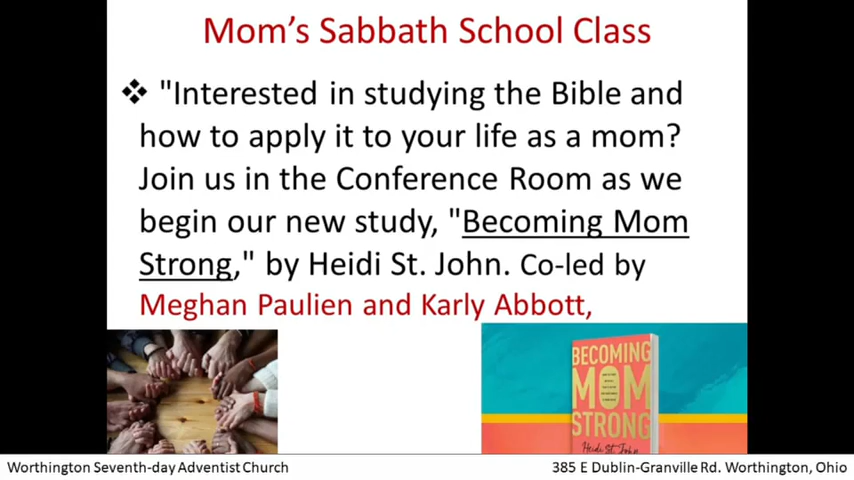 Mom's Sabbath School Class
❖ "Interested in studying the Bible and
how to apply it to your life as a mom?
Join us in the Conference Room as we
begin our new study, "Becoming Mom
Strong," by Heidi St. John. Co-led by
Meghan Paulien and Karly Abbott,
BECOMING
MOM
STRONG
Heidi St. John
Worthington Seventh-day Adventist Church
385 E Dublin-Granville Rd. Worthington, Ohio